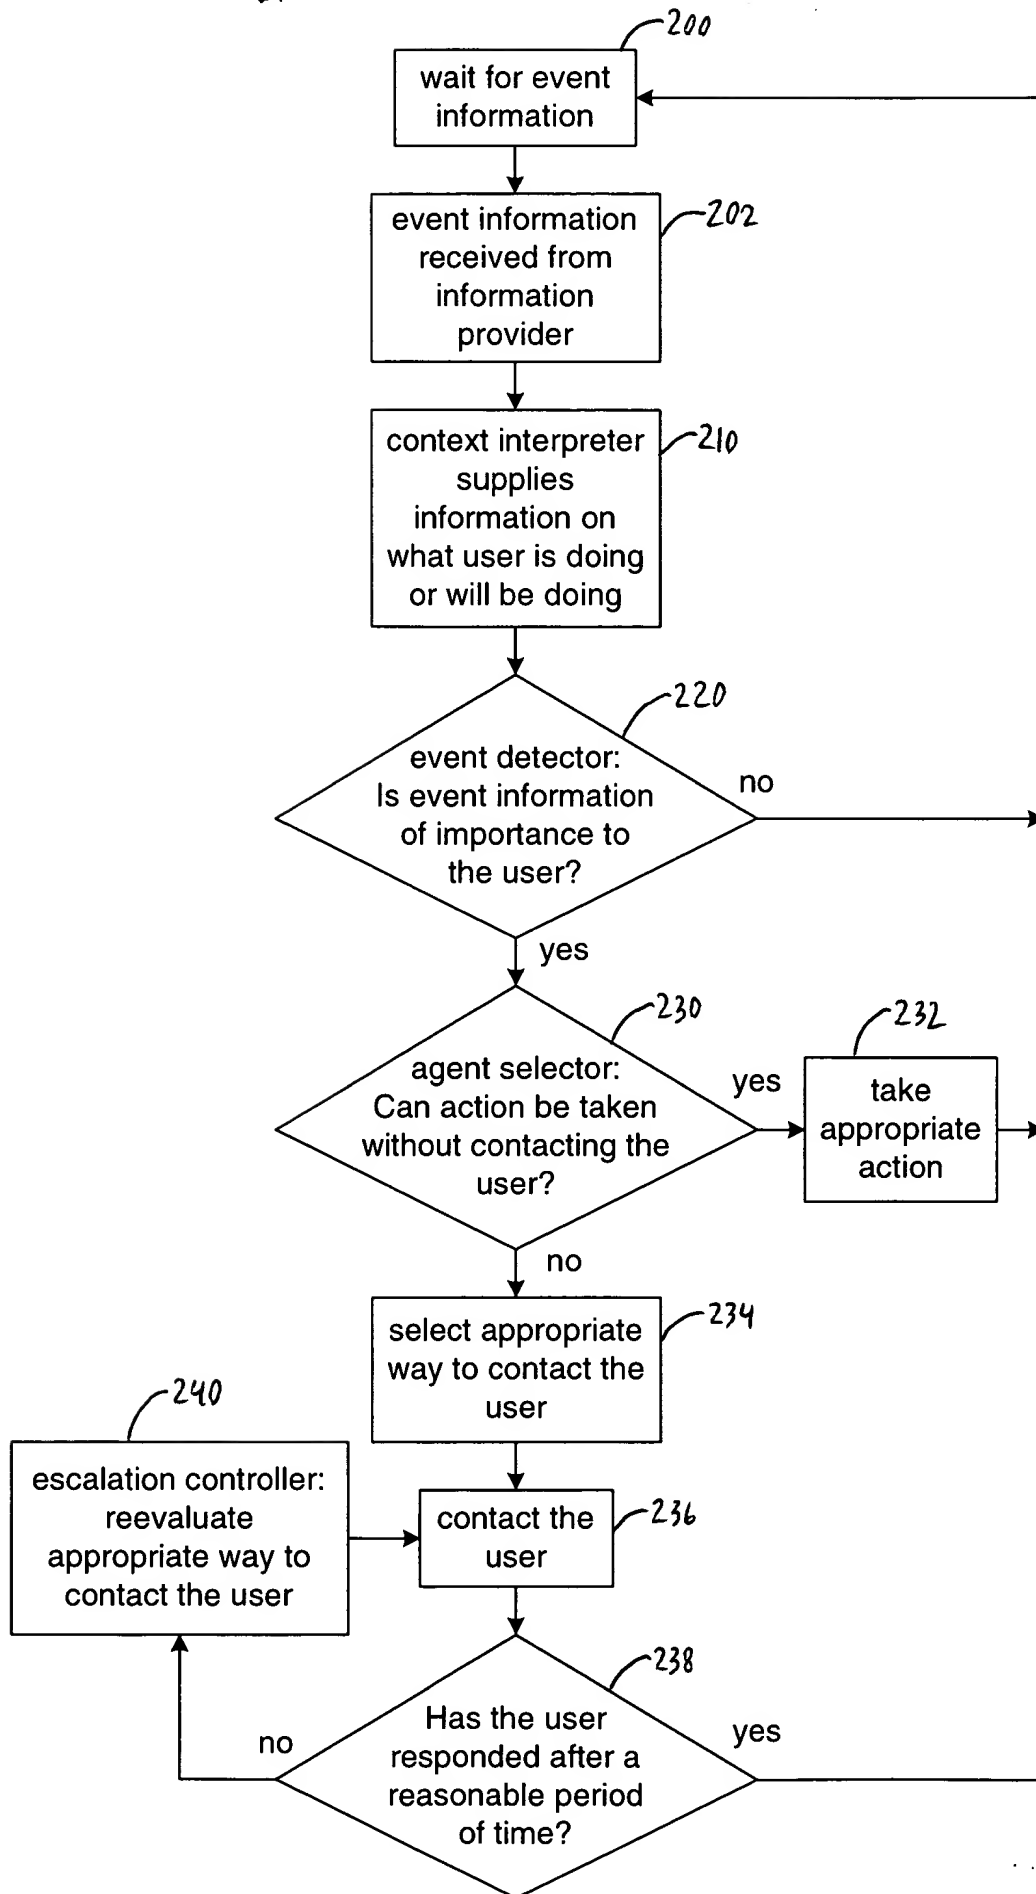 200
wait for event
information
202
event information
received from
information
provider
210
context interpreter
supplies
information on
what user is doing
or will be doing
220
event detector:
Is event information
of importance to
the user?
no
yes
230
agent selector:
Can action be taken
without contacting the
user?
yes
232
take
appropriate
action
no
234
select appropriate
way to contact the
user
240
escalation controller:
reevaluate
appropriate way to
contact the user
236
contact the
user
238
Has the user
responded after a
reasonable period
of time?
no
yes